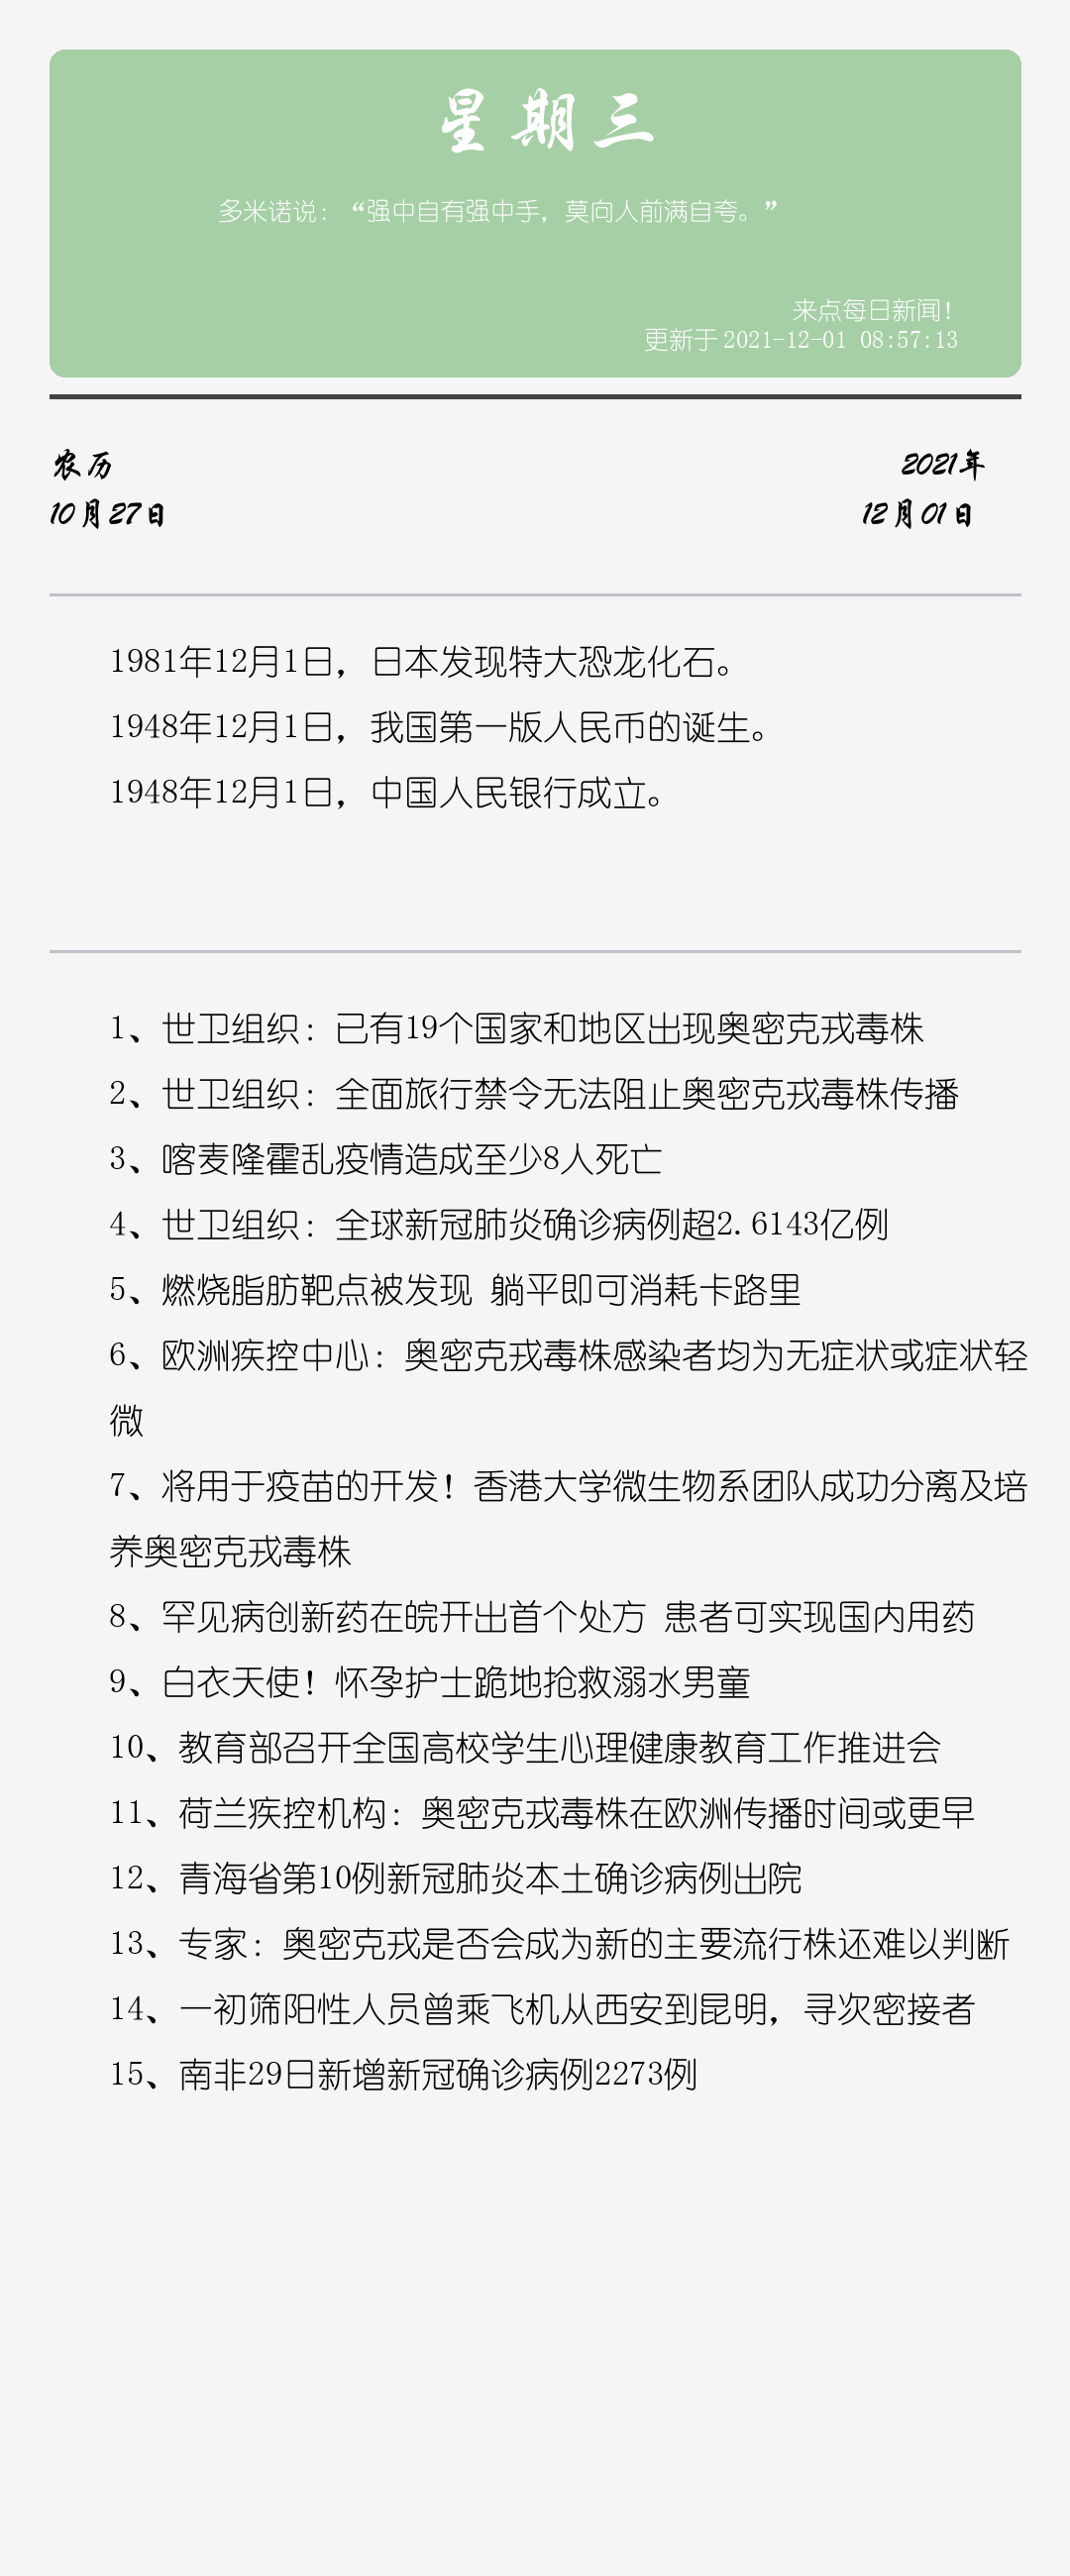 星期三
多米诺说：“强中自有强中手，莫向人前满自夸。”
来点每日新闻！
更新于 2021-12-01 08:57:13
农历
2021年
10月27日
12月01日
1981年12月1日，日本发现特大恐龙化石。
1948年12月1日，我国第一版人民币的诞生。
1948年12月1日，中国人民银行成立。
1、世卫组织：已有19个国家和地区出现奥密克戎毒株
2、世卫组织：全面旅行禁令无法阻止奥密克戎毒株传播
3、喀麦隆霍乱疫情造成至少8人死亡
4、世卫组织：全球新冠肺炎确诊病例超2.6143亿例
5、燃烧脂肪靶点被发现 躺平即可消耗卡路里
6、欧洲疾控中心：奥密克戎毒株感染者均为无症状或症状轻
微
7、将用于疫苗的开发！香港大学微生物系团队成功分离及培
养奥密克戎毒株
8、罕见病创新药在皖开出首个处方 患者可实现国内用药
9、白衣天使！怀孕护士跪地抢救溺水男童
10、教育部召开全国高校学生心理健康教育工作推进会
11、荷兰疾控机构：奥密克戎毒株在欧洲传播时间或更早
12、青海省第10例新冠肺炎本土确诊病例出院
13、专家：奥密克戎是否会成为新的主要流行株还难以判断
14、一初筛阳性人员曾乘飞机从西安到昆明，寻次密接者
15、南非29日新增新冠确诊病例2273例